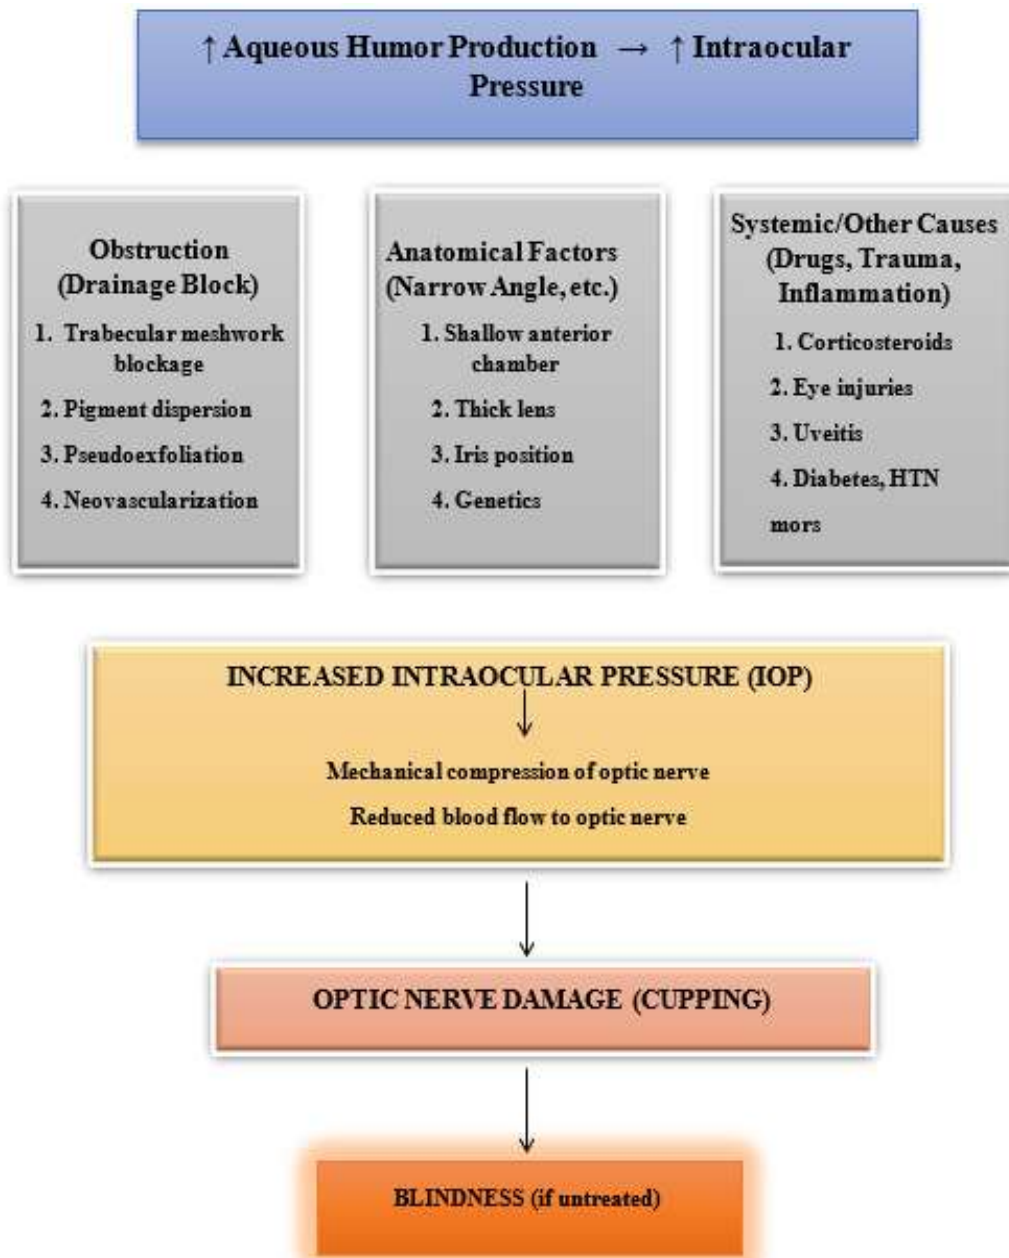 ↑ Aqueous Humor Production → ↑ Intraocular
Pressure
Obstruction
(Drainage Block)
1. Trabecular meshwork
blockage
2. Pigment dispersion
3. Pseudoexfoliation
4. Neovascularization
Anatomical Factors
(Narrow Angle, etc.)
1. Shallow anterior
chamber
2. Thick lens
3. Iris position
4. Genetics
Systemic/Other Causes
(Drugs, Trauma,
Inflammation)
1. Corticosteroids
2. Eye injuries
3. Uveitis
4. Diabetes, HTN
mors
INCREASED INTRAOCULAR PRESSURE (IOP)
↓
Mechanical compression of optic nerve
Reduced blood flow to optic nerve
OPTIC NERVE DAMAGE (CUPPING)
BLINDNESS (if untreated)